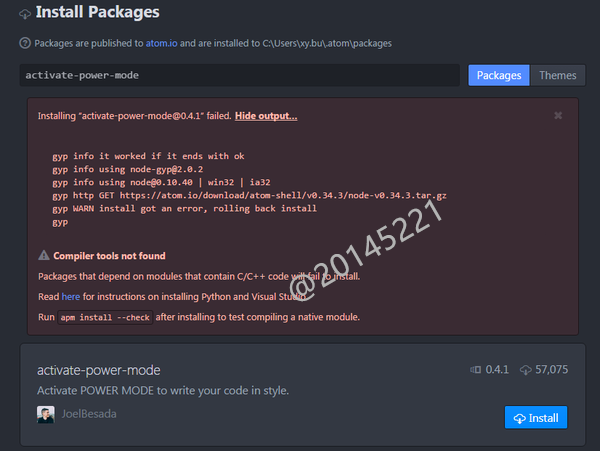 Install Packages
Packages are published to atom.io and are installed to C:\Users\xy.bu\.atom\packages
activate-power-mode
Packages
Themes
Installing “activate-power-mode@0.4.1” failed. Hide output...
gyp info it worked if it ends with ok
gyp info using node-gyp@2.0.2
gyp info using node@0.10.40 | win32 | ia32
gyp http GET https://atom.io/download/atom-shell/v0.34.3/node-v0.34.3.tar.gz
gyp WARN install got an error, rolling back install
gyp
Compiler tools not found
Packages that depend on modules that contain C/C++ code will fail to install.
Read here for instructions on installing Python and Visual Studio.
Run apm install --check after installing to test compiling a native module.
@20145221
activate-power-mode
0.4.1
57,075
Activate POWER MODE to write your code in style.
JoelBesada
Install